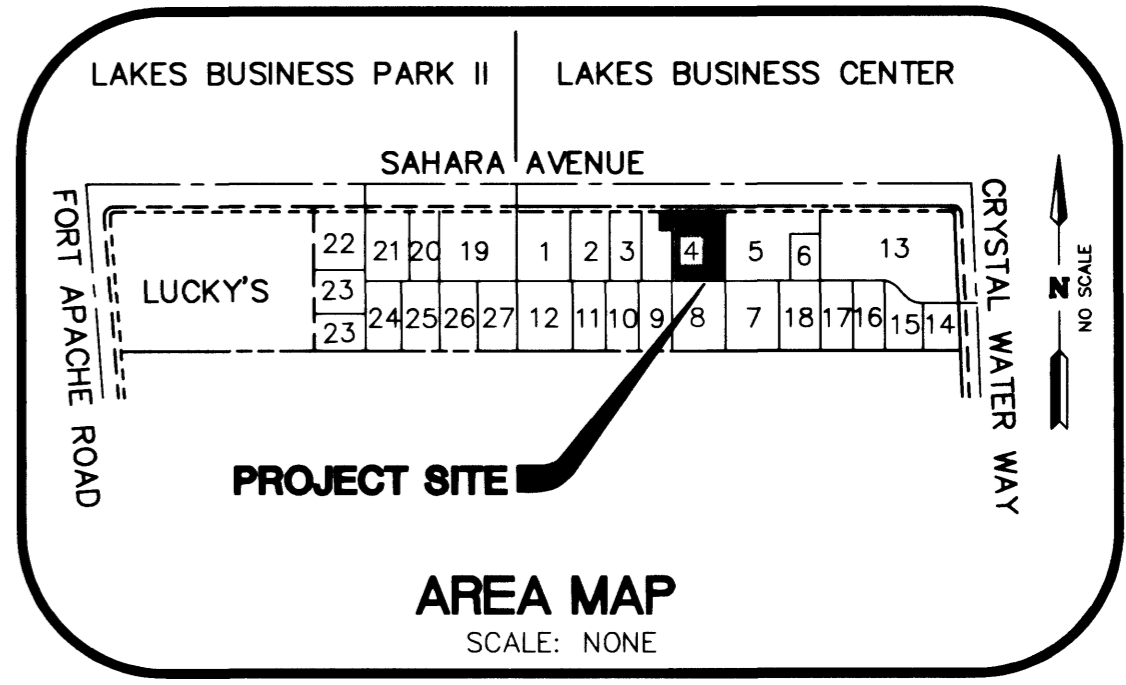 LAKES BUSINESS PARK II
LAKES BUSINESS CENTER
SAHARA AVENUE
FORT APACHE ROAD
CRYSTAL WATER WAY
N
NO SCALE
LUCKY'S
22
21
20
19
1
2
3
4
5
6
13
23
23
24
25
26
27
12
11
10
9
8
7
18
17
16
15
14
PROJECT SITE
AREA MAP
SCALE: NONE